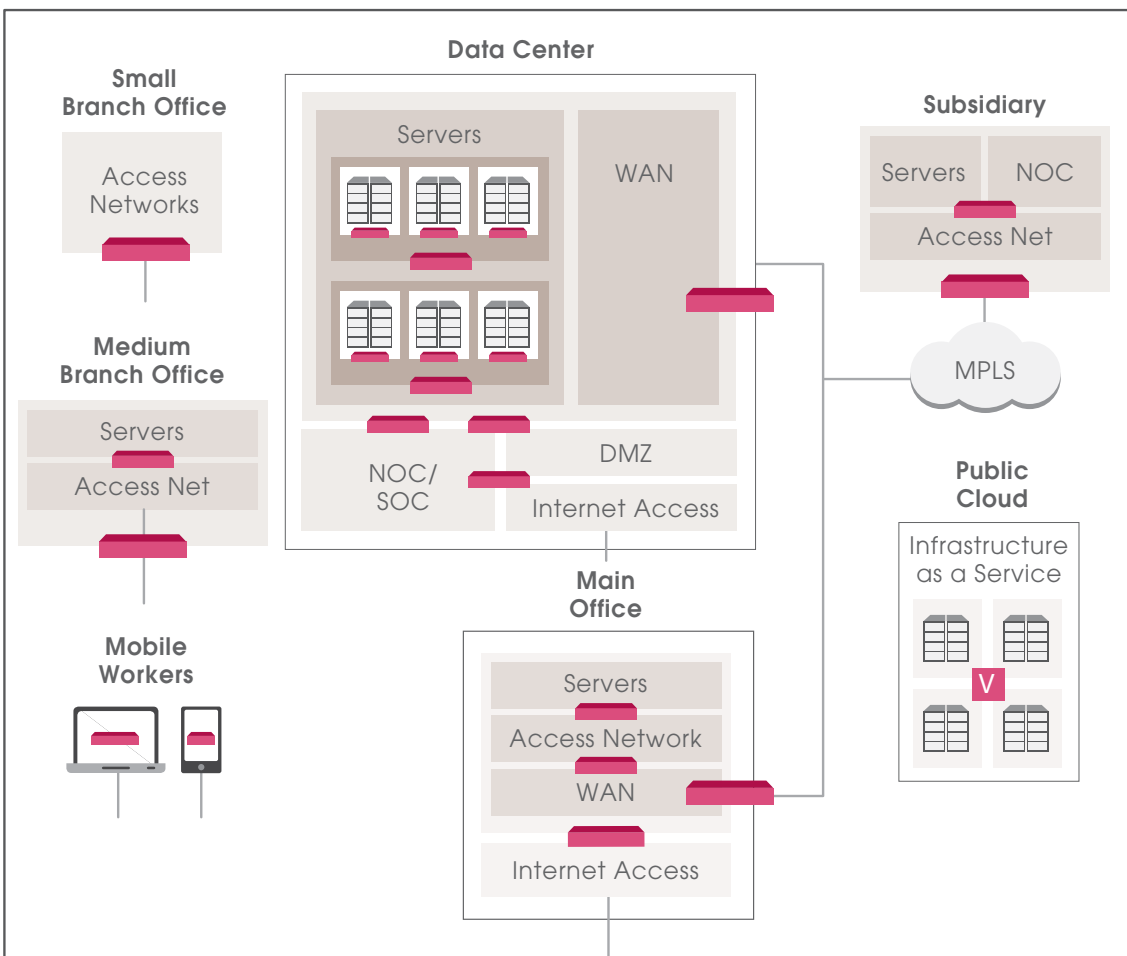 Data Center
Small
Branch Office
Access
Networks
Servers
WAN
NOC/
SOC
DMZ
Internet Access
Subsidiary
Servers
NOC
Access Net
MPLS
Medium
Branch Office
Servers
Access Net
Mobile
Workers
Main
Office
Servers
Access Network
WAN
Internet Access
Public
Cloud
Infrastructure
as a Service
V